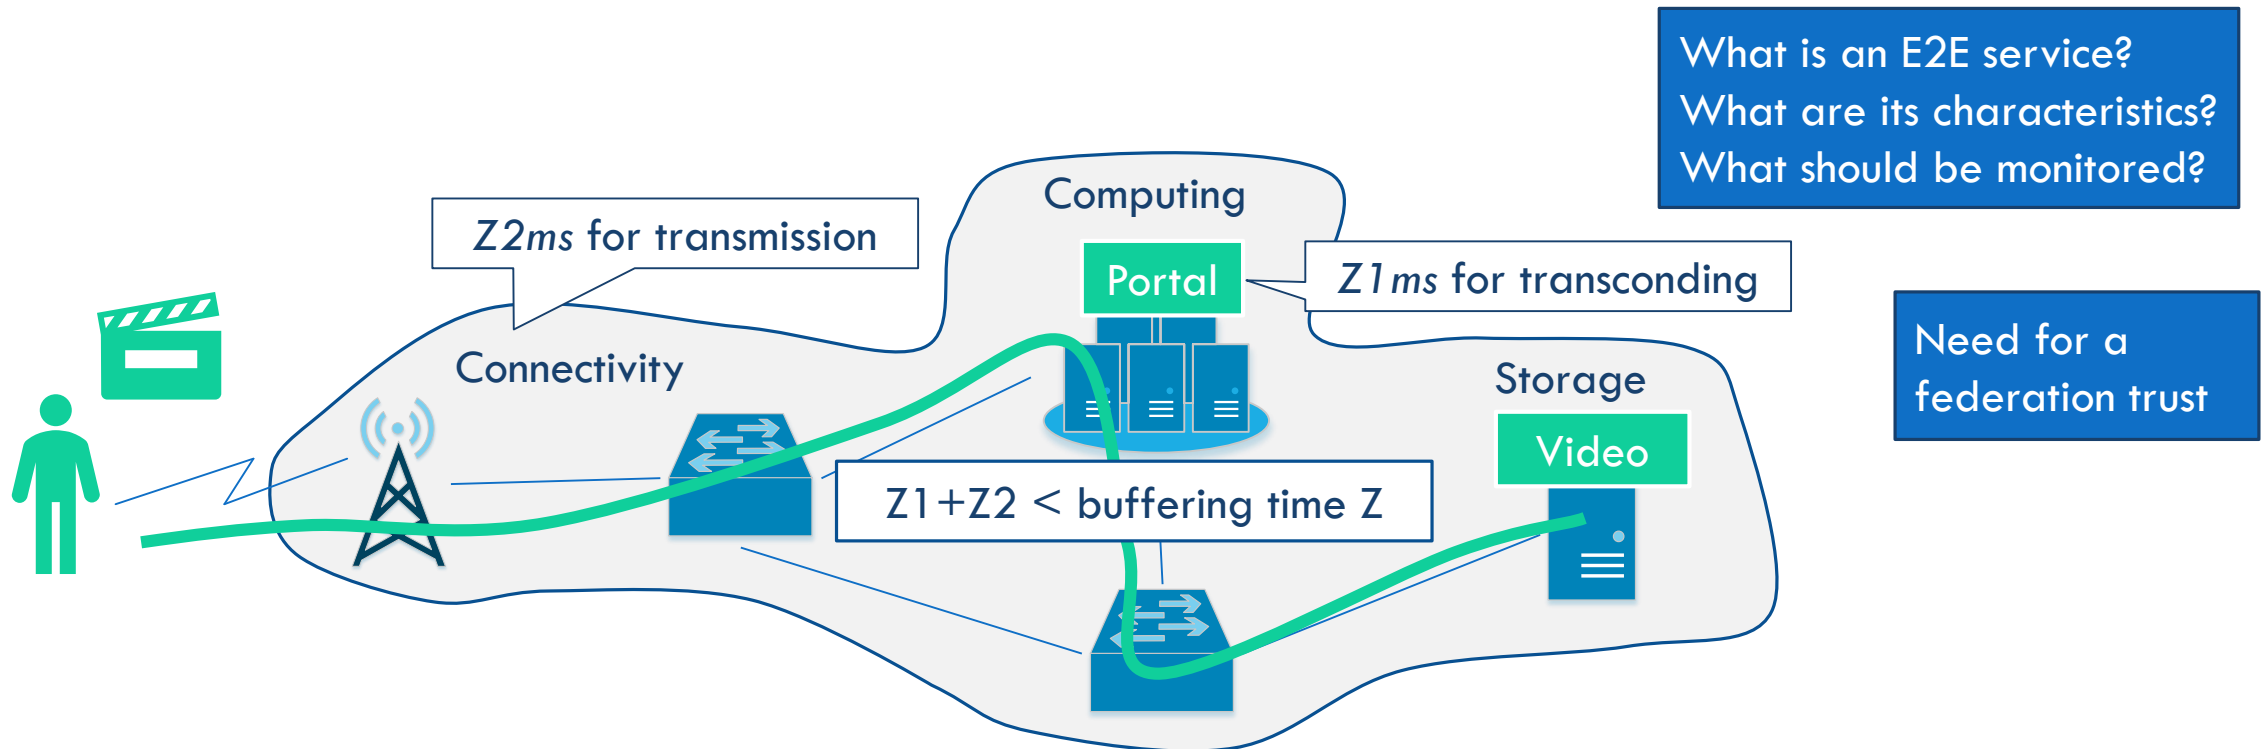 What is an E2E service?
What are its characteristics?
What should be monitored?
Computing
Z2ms for transmission
Portal
Z1ms for transconding
Need for a
federation trust
Connectivity
Storage
Video
Z1+Z2 < buffering time Z